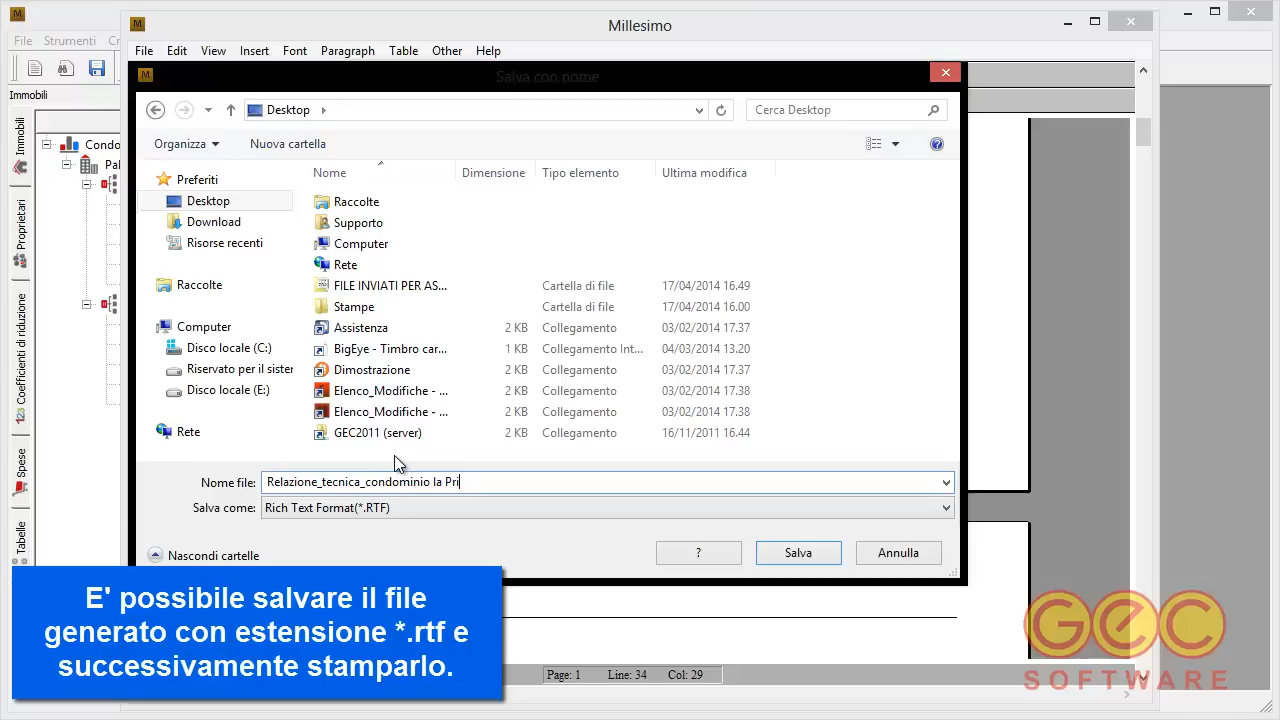 Millesimo
File Strumenti
File Edit View Insert Font Paragraph Table Other Help
Salva con nome
Immobili
Desktop
Cerca Desktop
Organizza
Nuova cartella
Immobili
Proprietari
Coefficienti di riduzione
Spese
Tabelle
Preferiti
Desktop
Download
Risorse recenti
Raccolte
Computer
Disco locale (C:)
Riservato per il sister
Disco locale (E:)
Rete
Nome Dimensione Tipo elemento Ultima modifica
Raccolte
Supporto
Computer
Rete
FILE INVIATI PER AS... Cartella di file 17/04/2014 16.49
Stampe Cartella di file 17/04/2014 16.00
Assistenza 2 KB Collegamento 03/02/2014 17.37
BigEye - Timbro car... 1 KB Collegamento Int... 04/03/2014 13.20
Dimostrazione 2 KB Collegamento 03/02/2014 17.37
Elenco_Modifiche - ... 2 KB Collegamento 03/02/2014 17.38
Elenco_Modifiche - ... 2 KB Collegamento 03/02/2014 17.38
GEC2011 (server) 2 KB Collegamento 16/11/2011 16.44
Nome file: Relazione_tecnica_condominio la Pri
Salva come: Rich Text Format(*.RTF)
Nascondi cartelle
? Salva Annulla
E' possibile salvare il file
generato con estensione *.rtf e
successivamente stamparlo.
Page: 1 Line: 34 Col: 29
GEC
SOFTWARE